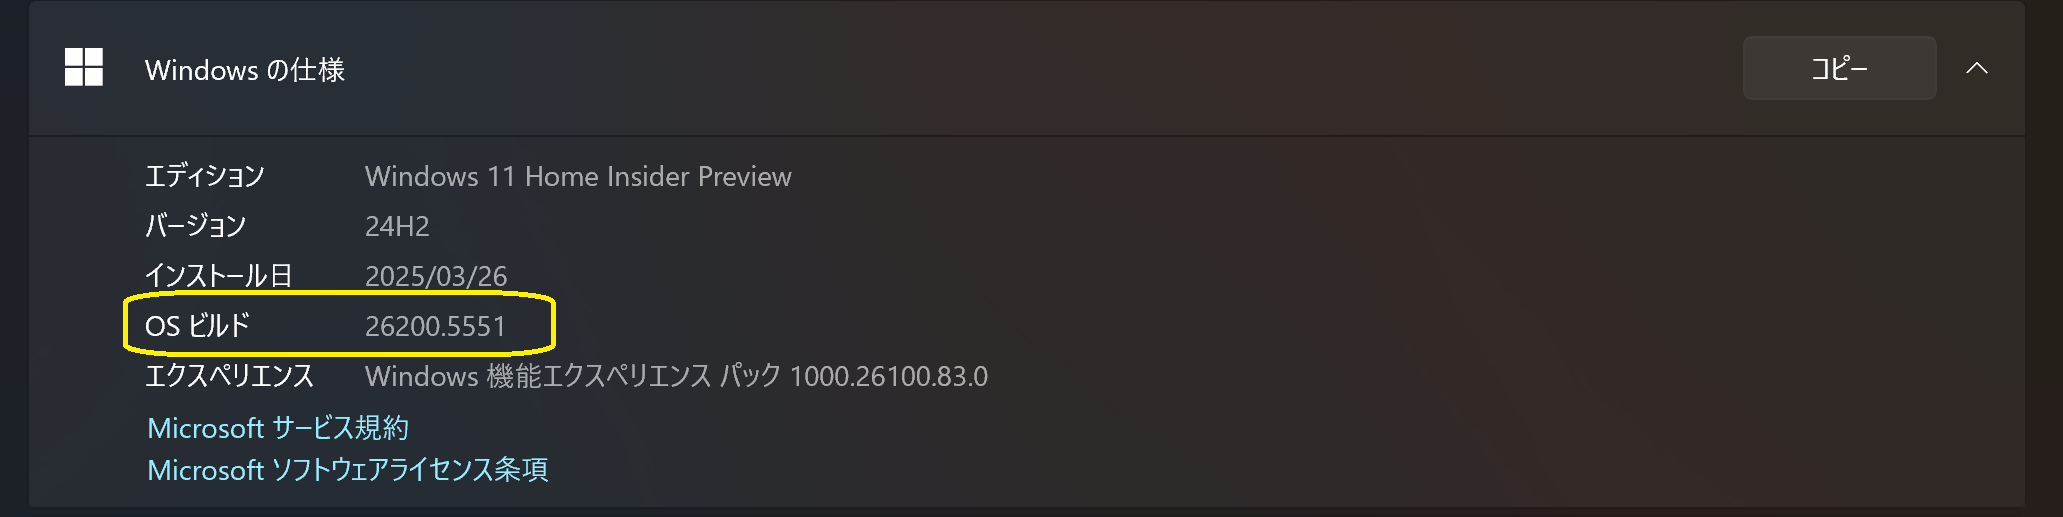 Windows の仕様
コピー
エディション Windows 11 Home Insider Preview
バージョン 24H2
インストール日 2025/03/26
OS ビルド 26200.5551
エクスペリエンス Windows 機能エクスペリエンス パック 1000.26100.83.0
Microsoft サービス規約
Microsoft ソフトウェアライセンス条項